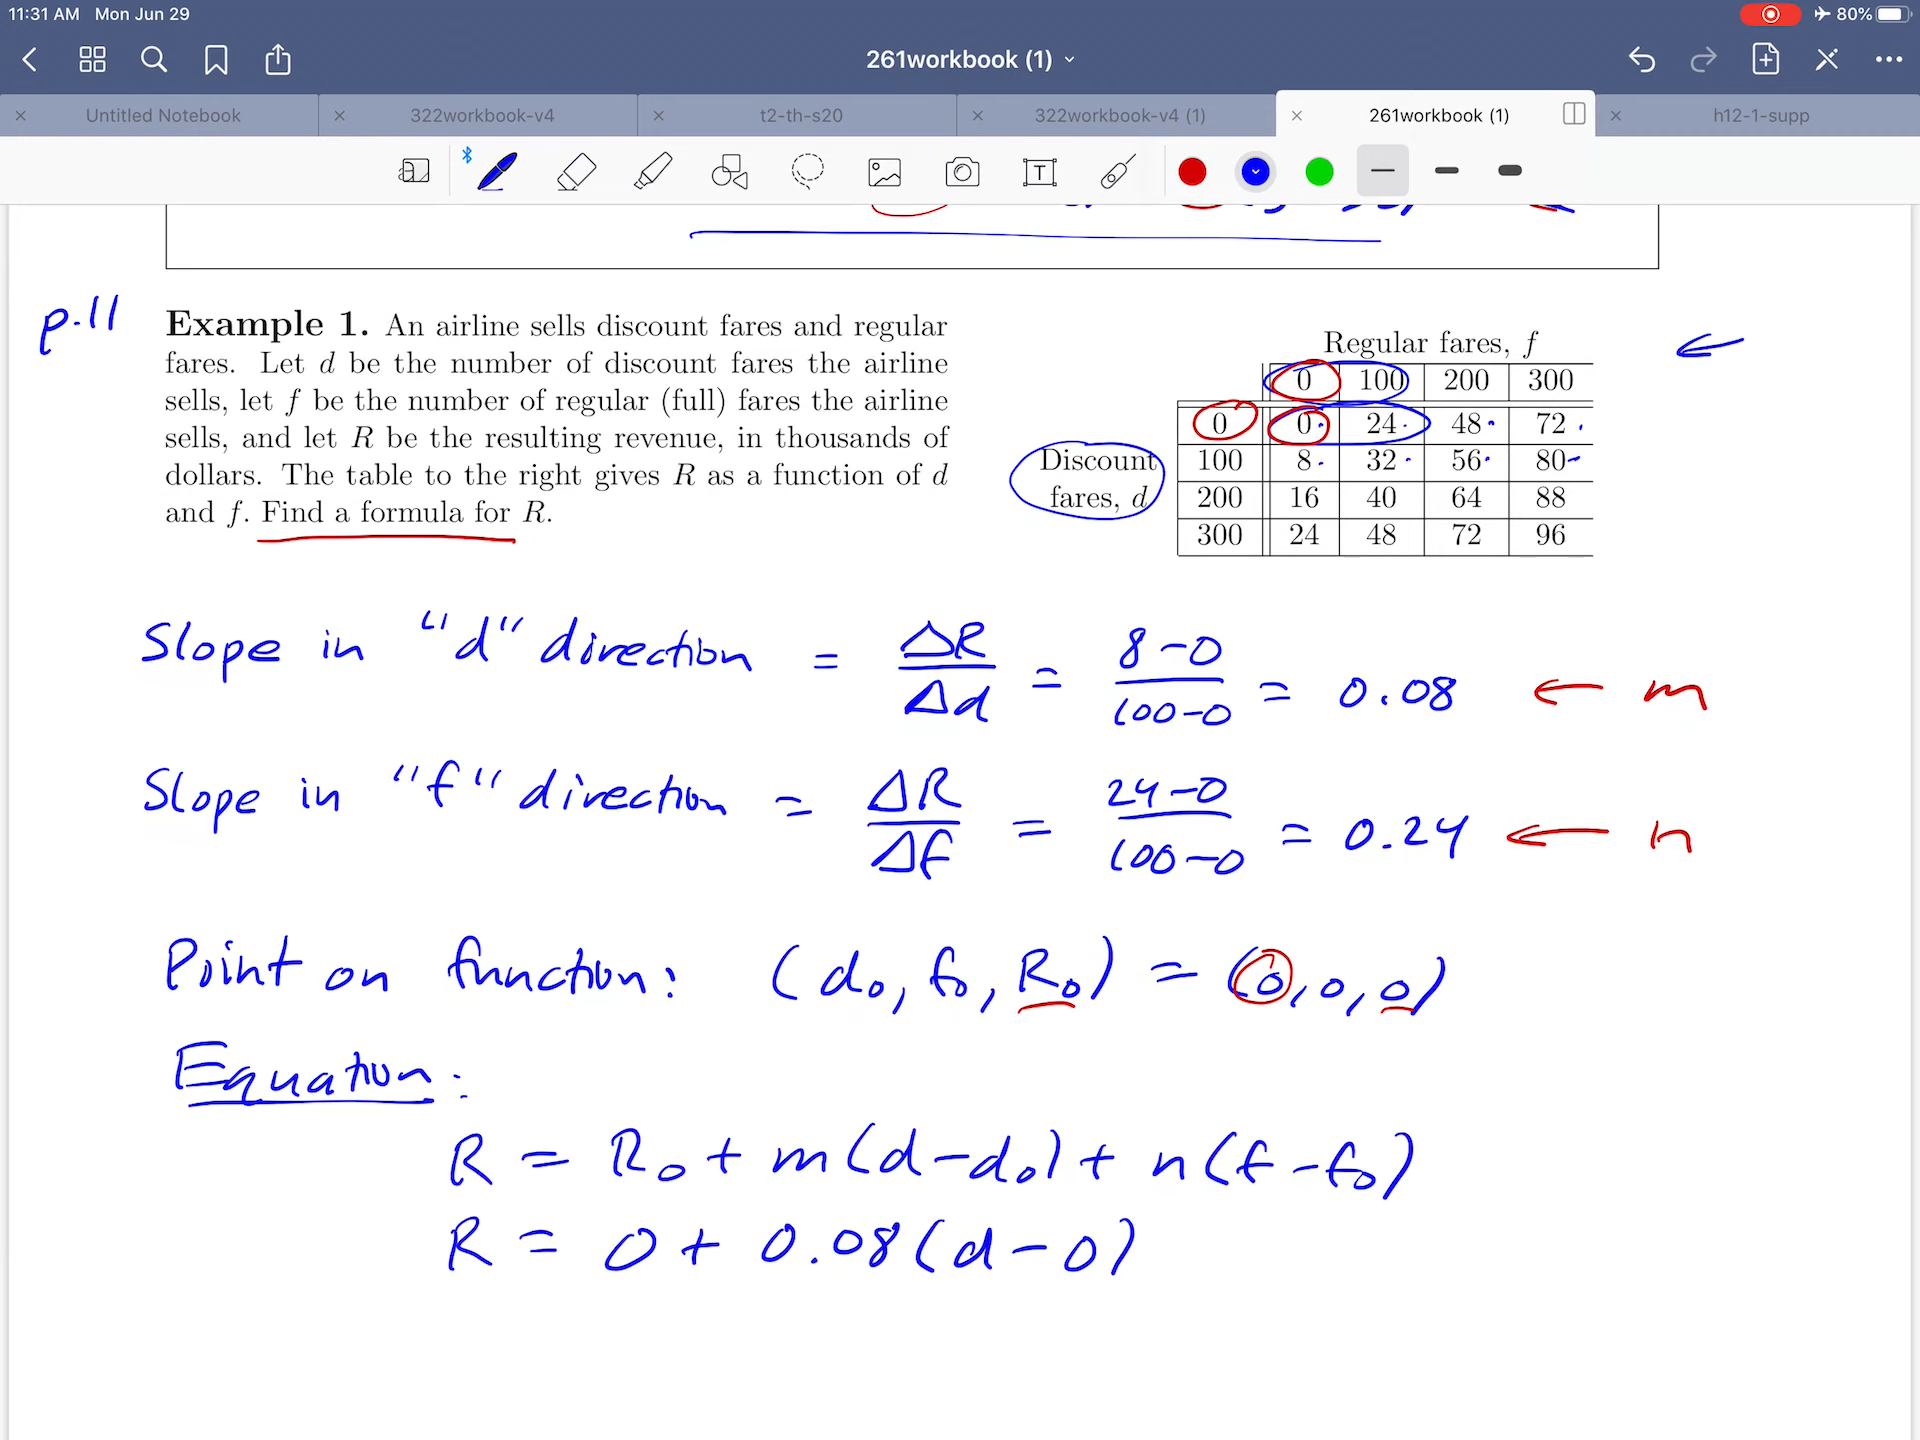 11:31 AM Mon Jun 29
80%
261workbook (1)
Untitled Notebook
322workbook-v4
t2-th-s20
322workbook-v4 (1)
261workbook (1)
h12-1-supp
p.11
Example 1. An airline sells discount fares and regular
fares. Let d be the number of discount fares the airline
sells, let f be the number of regular (full) fares the airline
sells, and let R be the resulting revenue, in thousands of
dollars. The table to the right gives R as a function of d
and f. Find a formula for R.
Regular fares, f
0 100 200 300
0 0 24 48 72
Discount
fares, d
100 8 32 56 80
200 16 40 64 88
300 24 48 72 96
Slope in "d" direction = ΔR/Δd = 8-0/100-0 = 0.08 ← m
Slope in "f" direction = ΔR/Δf = 24-0/100-0 = 0.24 ← n
Point on function: (d₀, f₀, R₀) = (0, 0, 0)
Equation:
R = R₀ + m(d-d₀) + n(f-f₀)
R = 0 + 0.08(d-0)